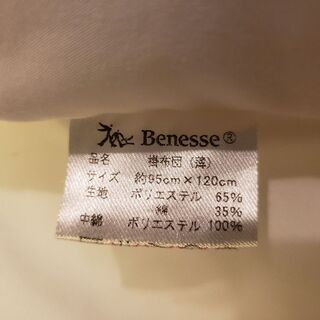 Benesse®
品名 掛布団（薄）
サイズ 約95cm×120cm
生地 ポリエステル 65%
綿 35%
中綿 ポリエステル 100%